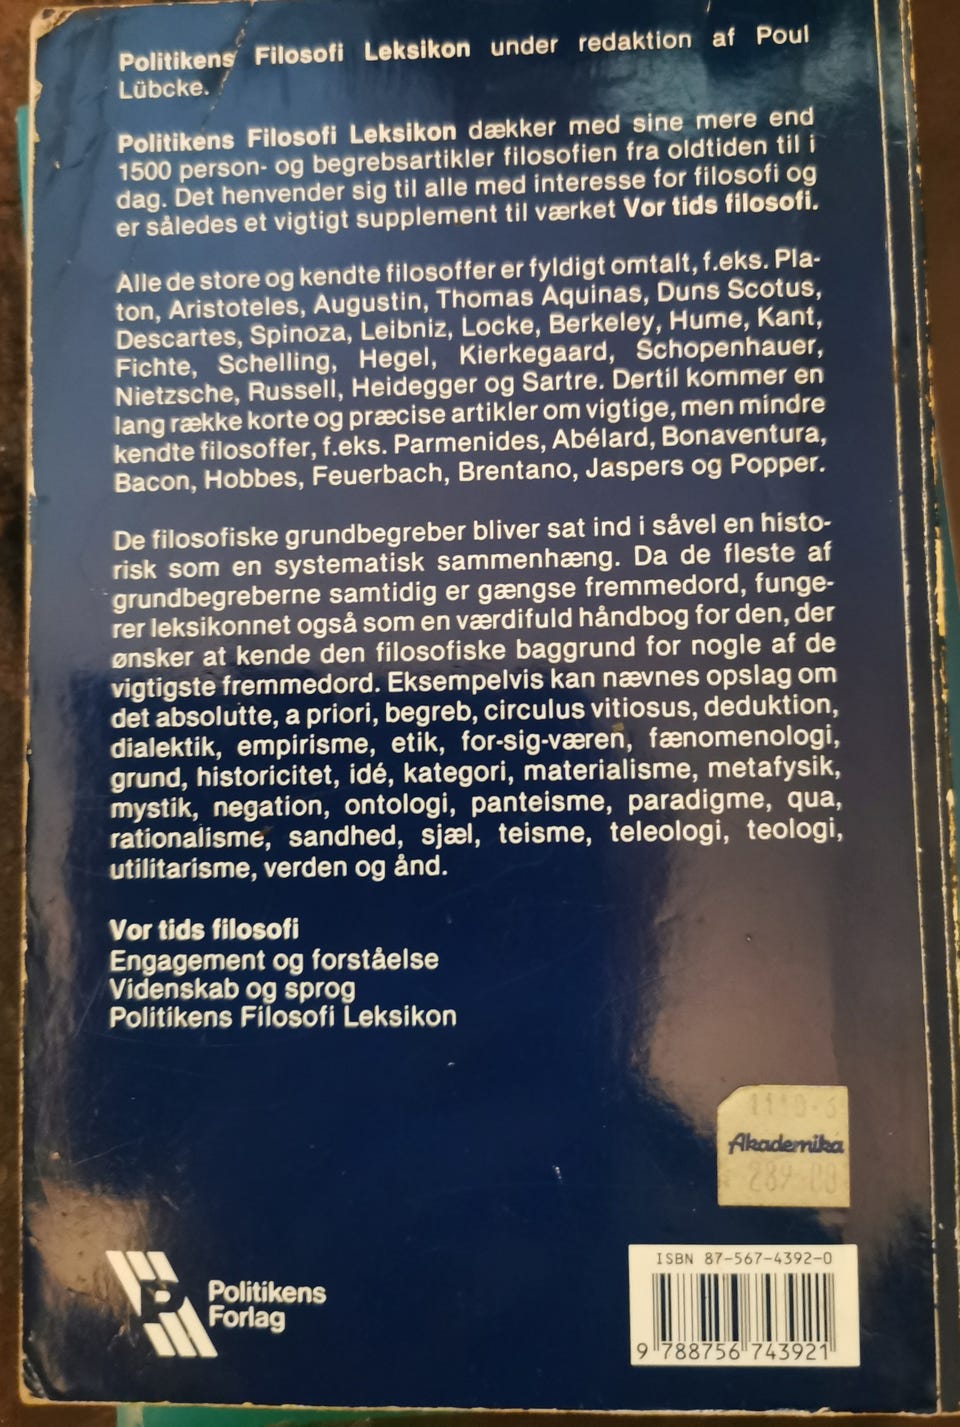 Politikens Filosofi Leksikon under redaktion af Poul
Lübcke.
Politikens Filosofi Leksikon dækker med sine mere end
1500 person- og begrebsartikler filosofien fra oldtiden til i
dag. Det henvender sig til alle med interesse for filosofi og
er således et vigtigt supplement til værket Vor tids filosofi.
Alle de store og kendte filosoffer er fyldigt omtalt, f.eks. Pla-
ton, Aristoteles, Augustin, Thomas Aquinas, Duns Scotus,
Descartes, Spinoza, Leibniz, Locke, Berkeley, Hume, Kant,
Fichte, Schelling, Hegel, Kierkegaard, Schopenhauer,
Nietzsche, Russell, Heidegger og Sartre. Dertil kommer en
lang række korte og præcise artikler om vigtige, men mindre
kendte filosoffer, f.eks. Parmenides, Abélard, Bonaventura,
Bacon, Hobbes, Feuerbach, Brentano, Jaspers og Popper.
De filosofiske grundbegreber bliver sat ind i såvel en histo-
risk som en systematisk sammenhæng. Da de fleste af
grundbegreberne samtidig er gængse fremmedord, funge-
rer leksikonnet også som en værdifuld håndbog for den, der
ønsker at kende den filosofiske baggrund for nogle af de
vigtigste fremmedord. Eksempelvis kan nævnes opslag om
det absolutte, a priori, begreb, circulus vitiosus, deduktion,
dialektik, empirisme, etik, for-sig-væren, fænomenologi,
grund, historicitet, idé, kategori, materialisme, metafysik,
mystik, negation, ontologi, panteisme, paradigme, qua,
rationalisme, sandhed, sjæl, teisme, teleologi, teologi,
utilitarisme, verden og ånd.
Vor tids filosofi
Engagement og forståelse
Videnskab og sprog
Politikens Filosofi Leksikon
Akademika
Politikens
Forlag
ISBN 87-567-4392-0
9 788756 743921